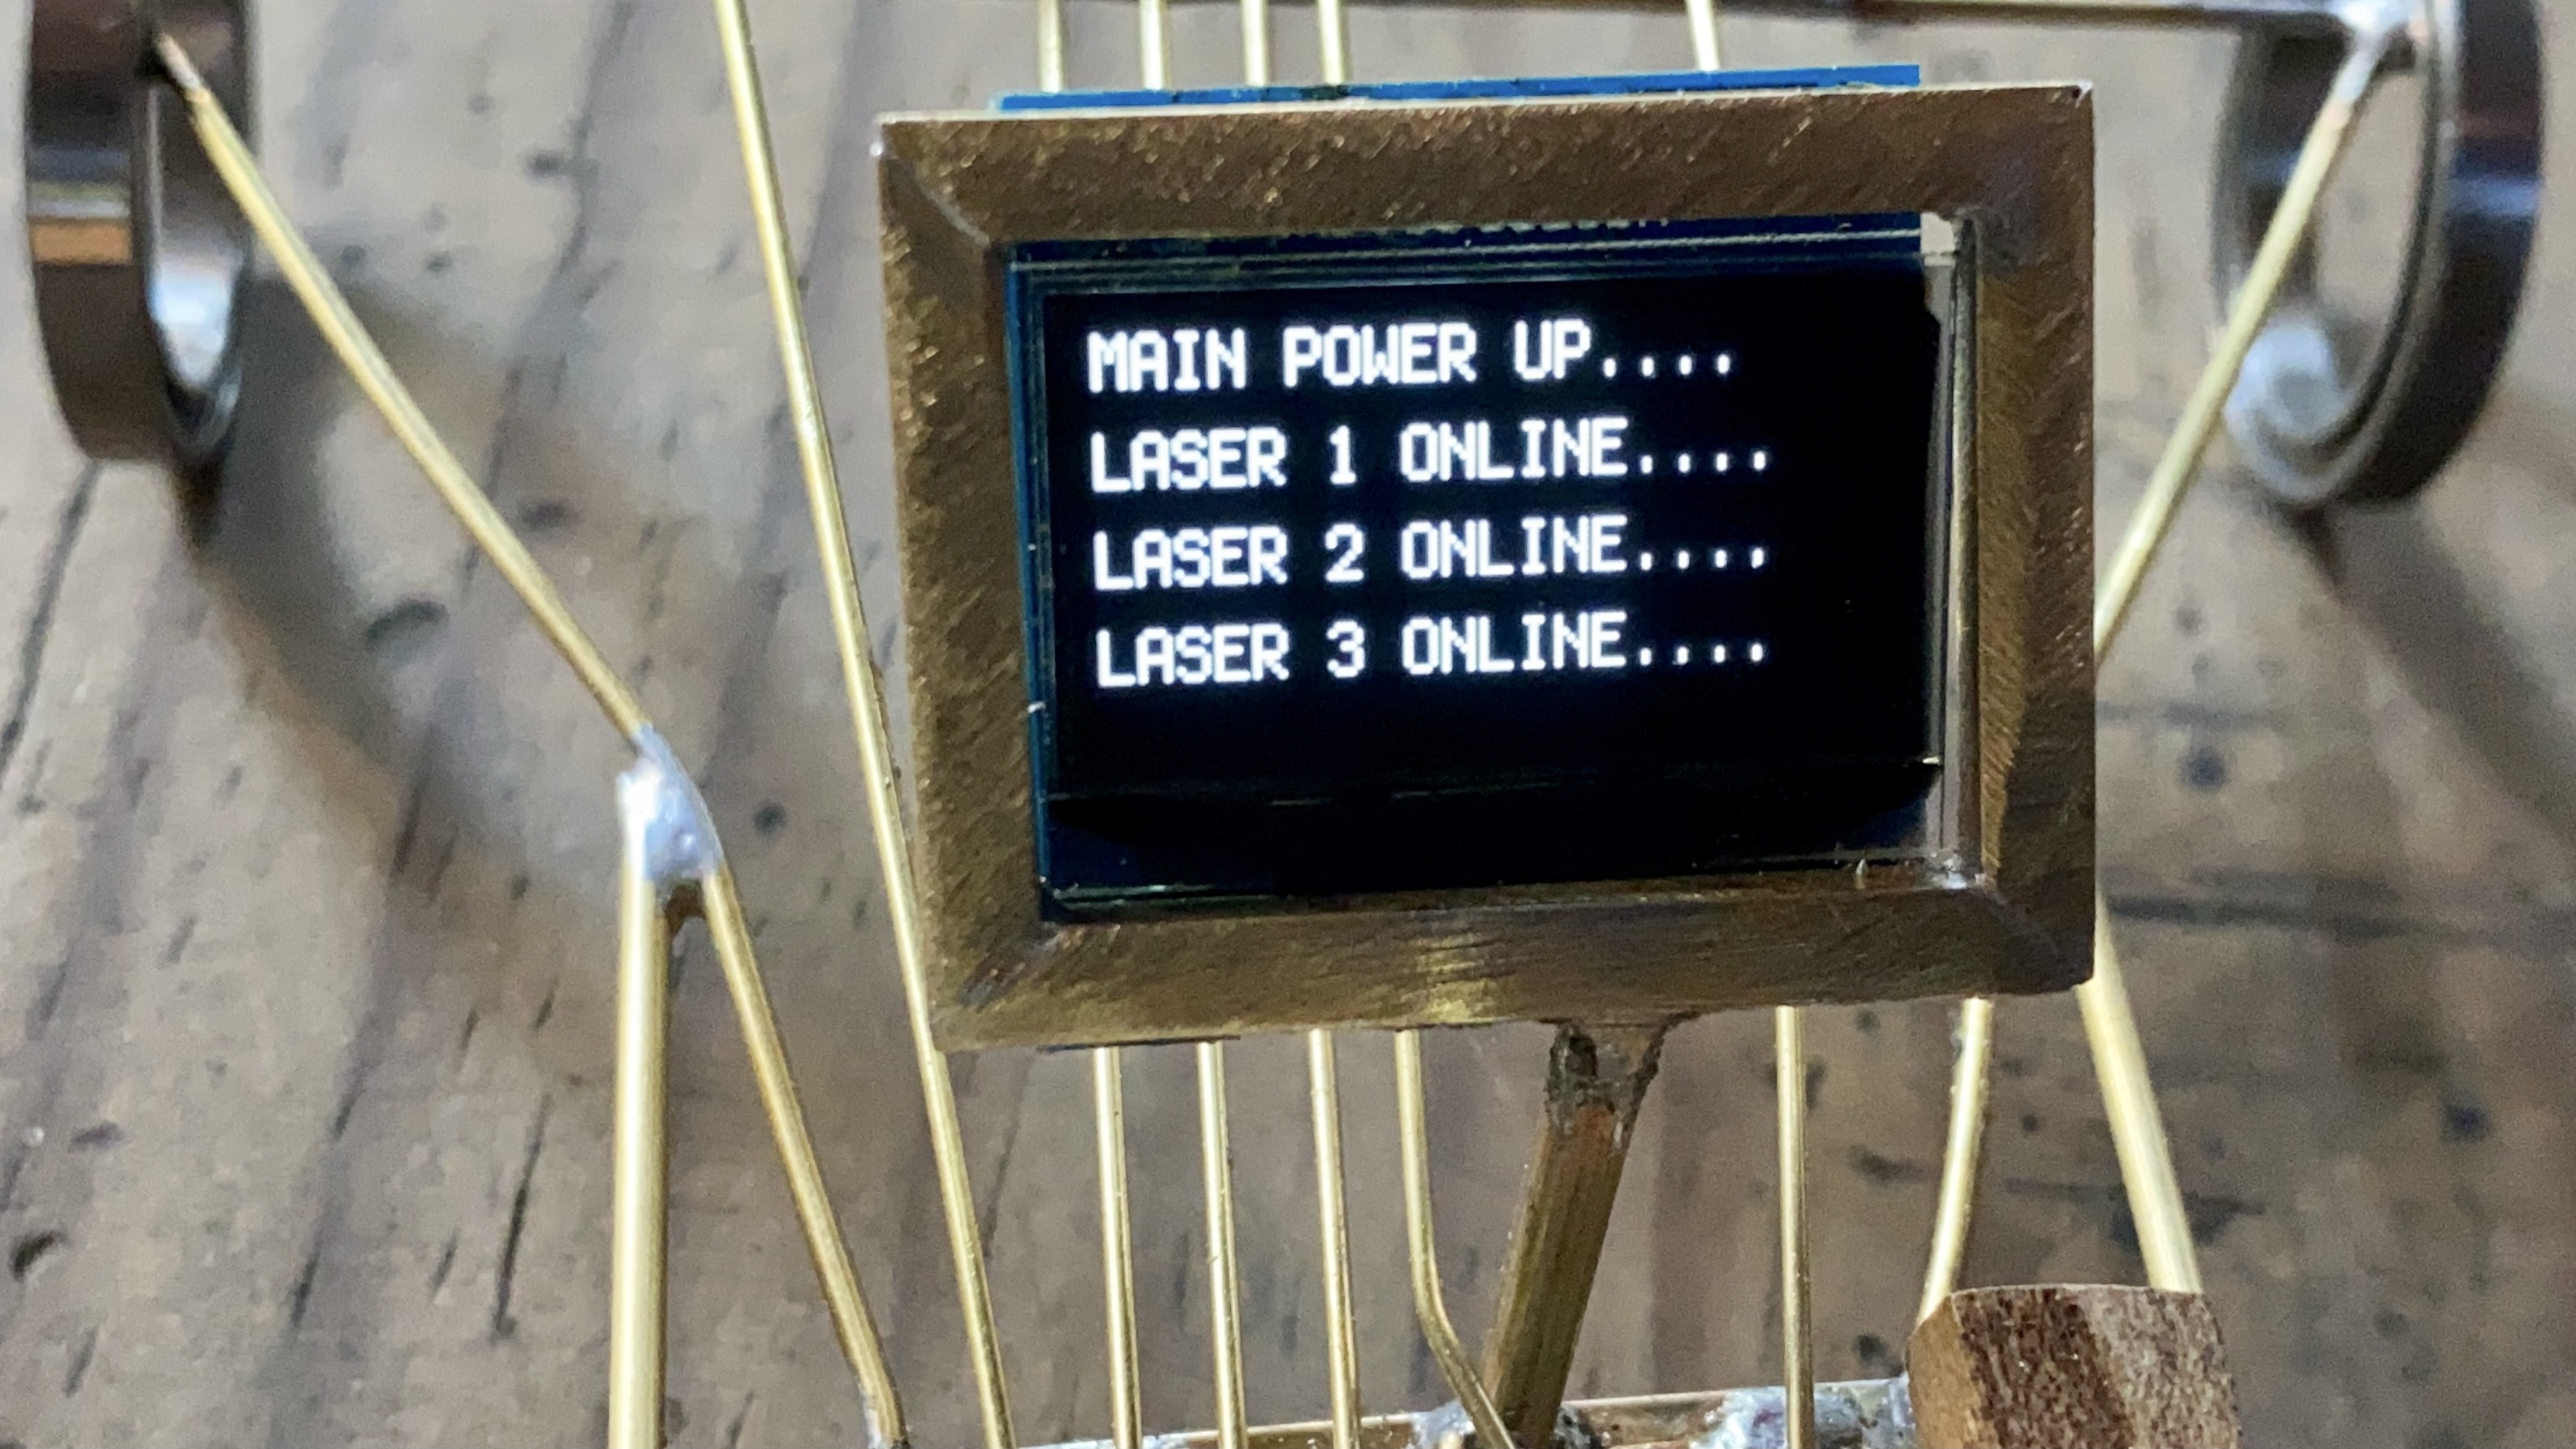 MAIN POWER UP....
LASER 1 ONLINE....
LASER 2 ONLINE....
LASER 3 ONLINE....